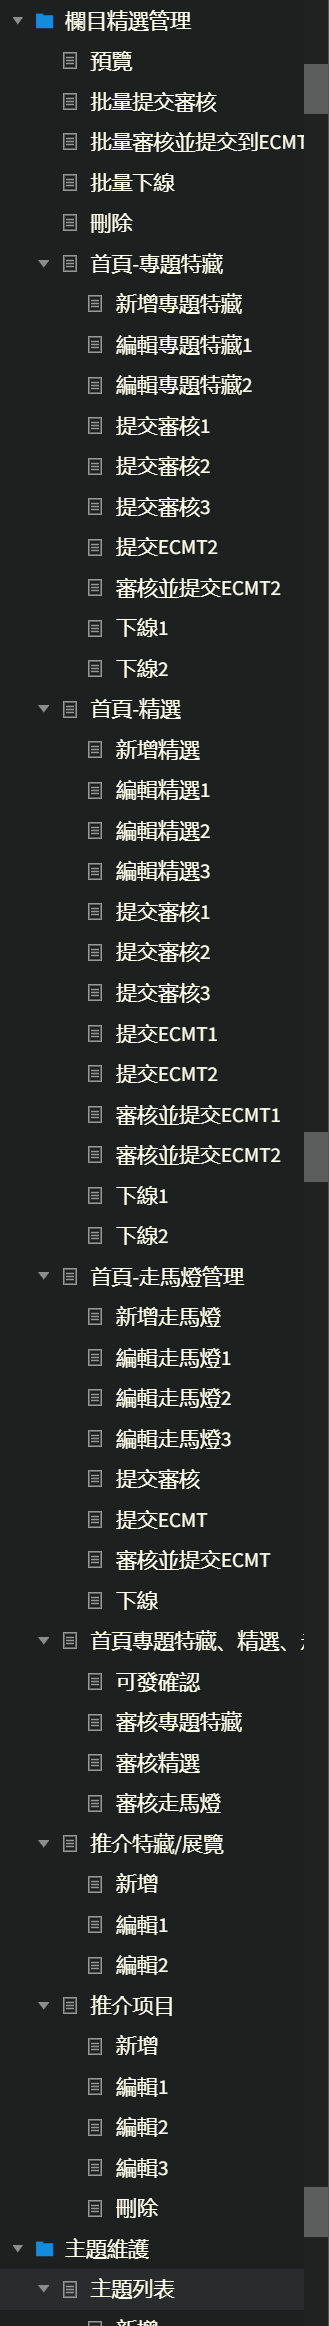 欄目精選管理
預覽
批量提交審核
批量審核並提交到ECMT
批量下線
刪除
首頁-專題特藏
新增專題特藏
編輯專題特藏1
編輯專題特藏2
提交審核1
提交審核2
提交審核3
提交ECMT2
審核並提交ECMT2
下線1
下線2
首頁-精選
新增精選
編輯精選1
編輯精選2
編輯精選3
提交審核1
提交審核2
提交審核3
提交ECMT1
提交ECMT2
審核並提交ECMT1
審核並提交ECMT2
下線1
下線2
首頁-走馬燈管理
新增走馬燈
編輯走馬燈1
編輯走馬燈2
編輯走馬燈3
提交審核
提交ECMT
審核並提交ECMT
下線
首頁專題特藏、精選、
可發確認
審核專題特藏
審核精選
審核走馬燈
推介特藏/展覽
新增
編輯1
編輯2
推介项目
新增
編輯1
編輯2
編輯3
刪除
主題維護
主題列表